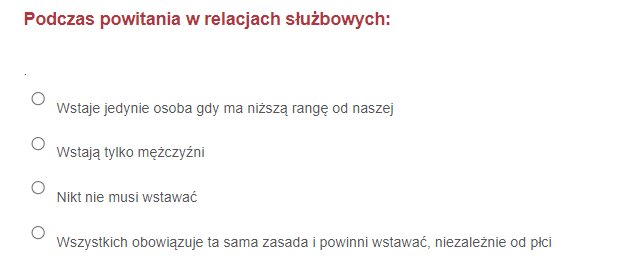 Podczas powitania w relacjach służbowych:
.
Wstaje jedynie osoba gdy ma niższą rangę od naszej
Wstają tylko mężczyźni
Nikt nie musi wstawać
Wszystkich obowiązuje ta sama zasada i powinni wstawać, niezależnie od płci